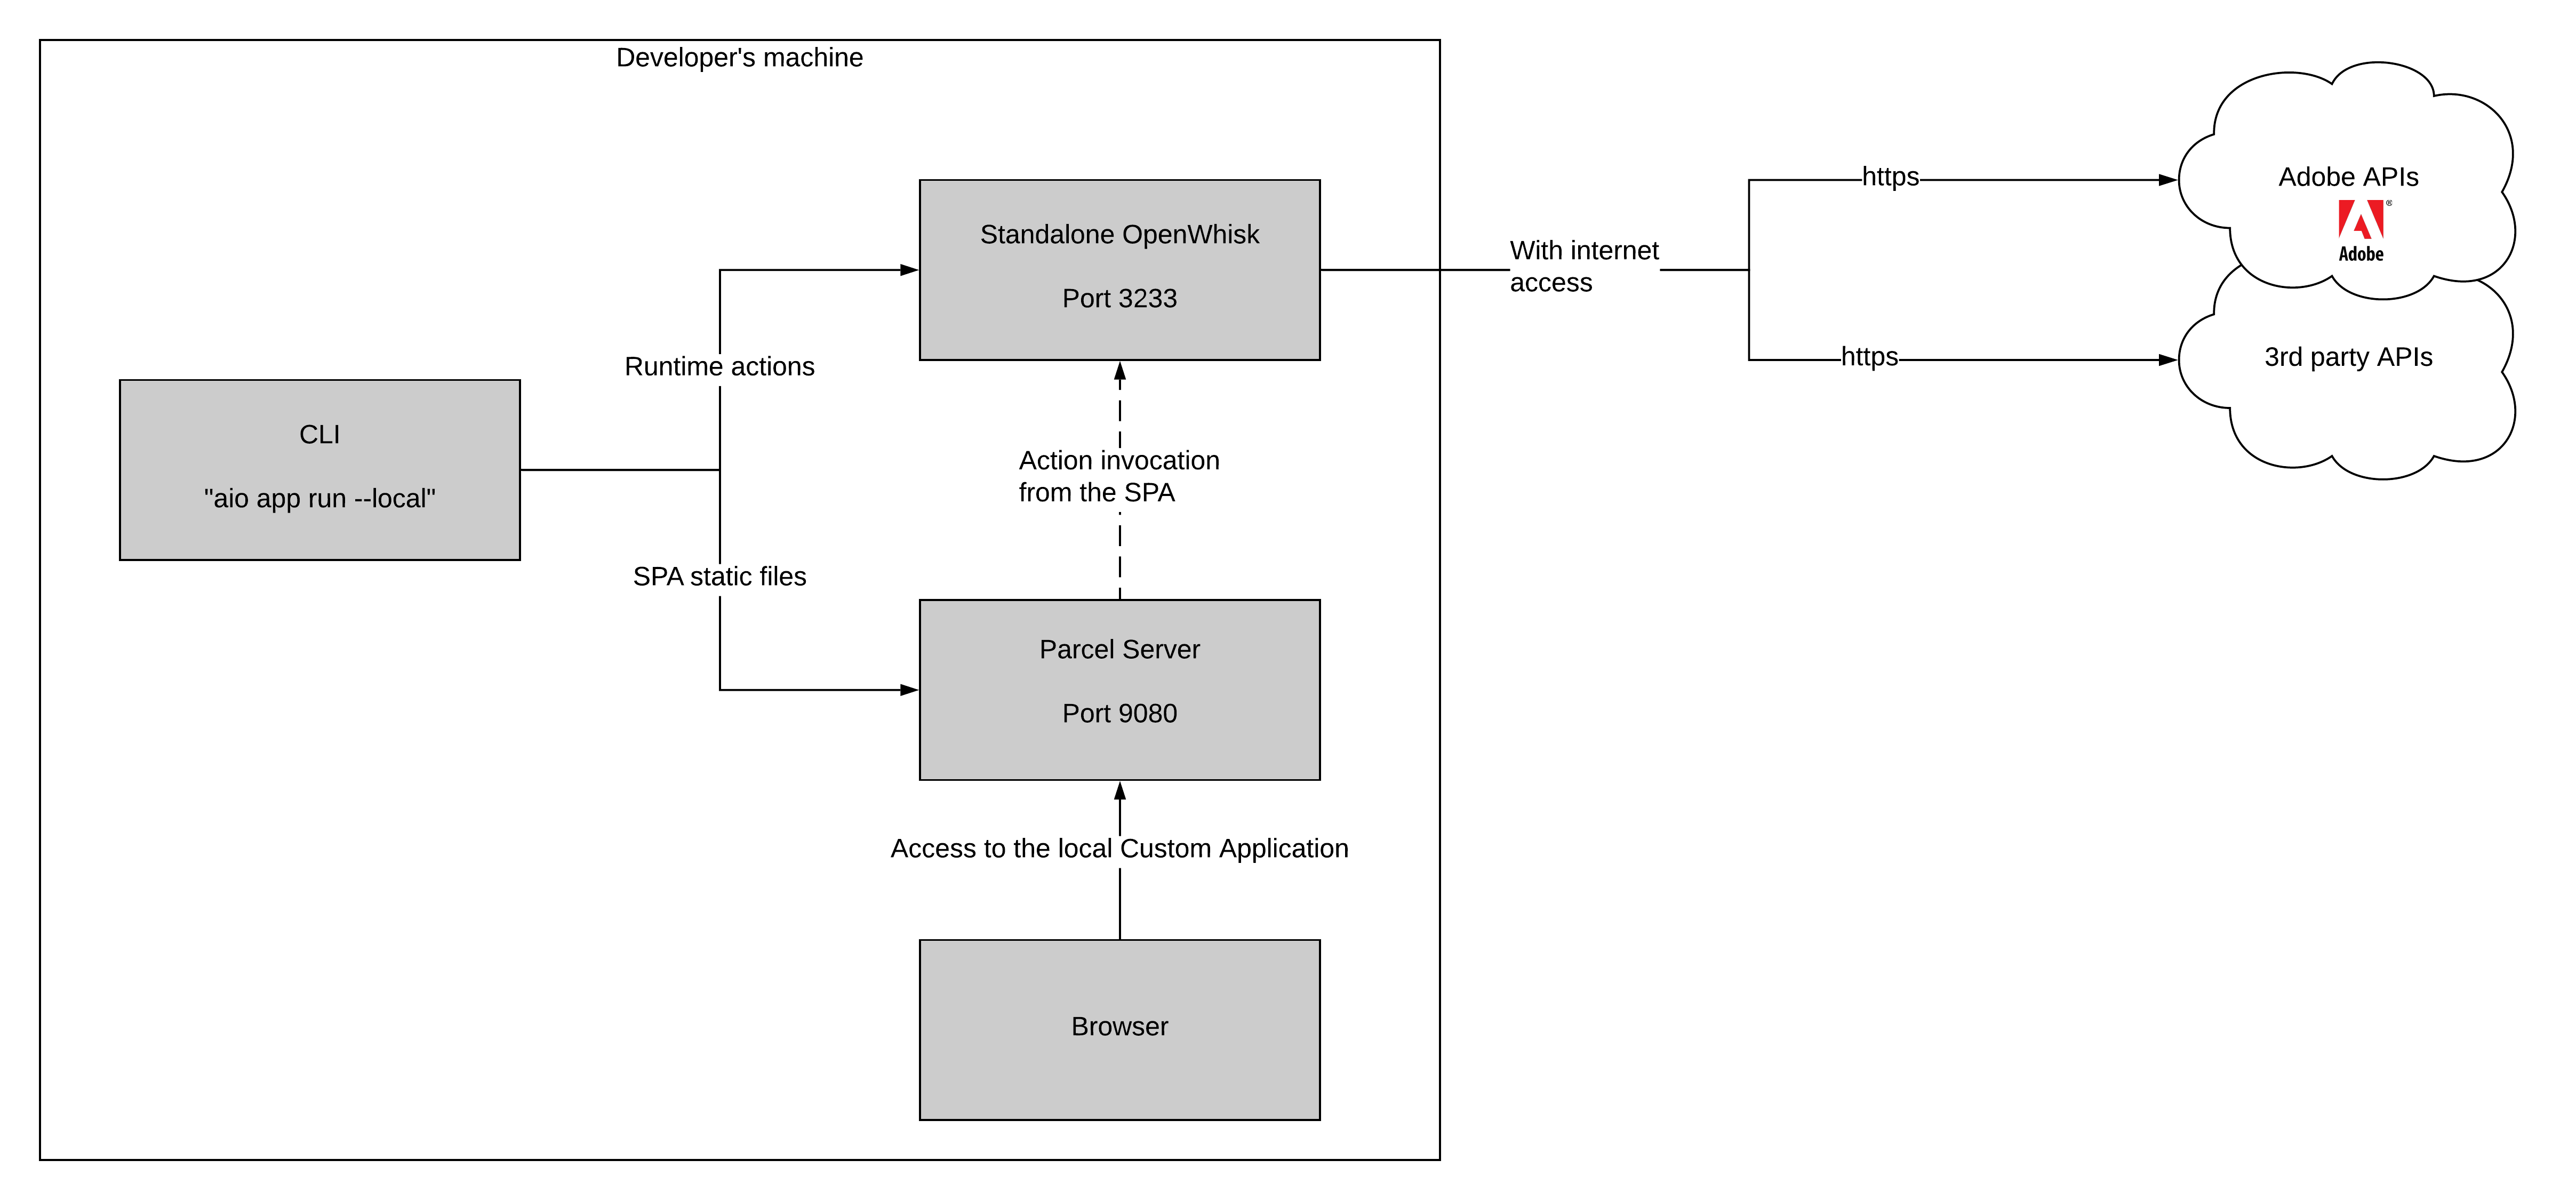 Developer's machine
Standalone OpenWhisk
Port 3233
Runtime actions
CLI
"aio app run --local"
SPA static files
Action invocation
from the SPA
Parcel Server
Port 9080
Access to the local Custom Application
Browser
With internet
access
https
https
Adobe APIs
®
Adobe
3rd party APIs